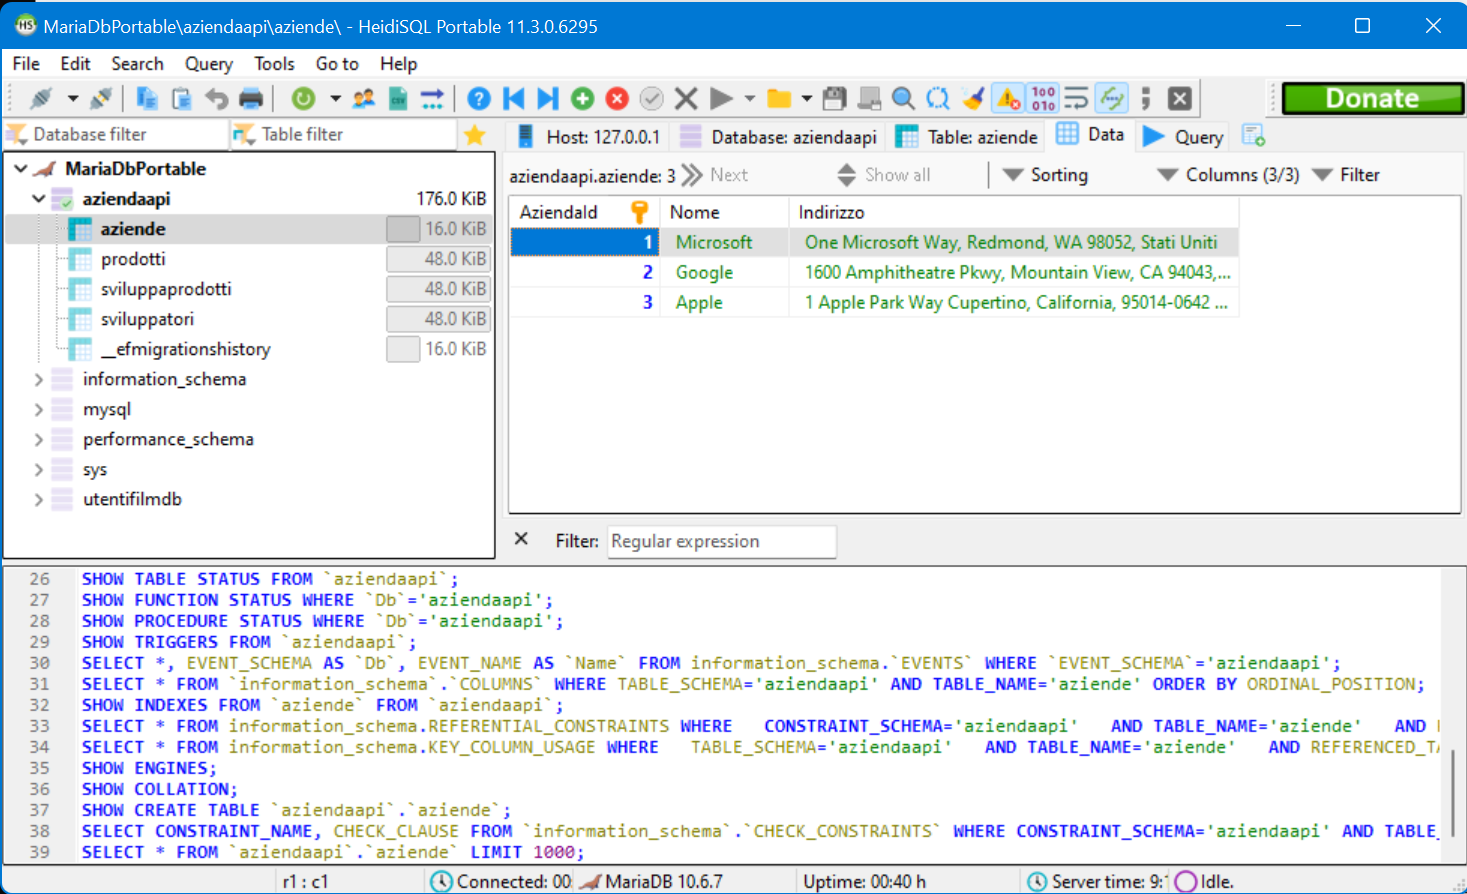 MariaDbPortable\aziendaapi\aziende\ - HeidiSQL Portable 11.3.0.6295
File Edit Search Query Tools Go to Help
Donate
Database filter Table filter
Host: 127.0.0.1 Database: aziendaapi Table: aziende Data Query
MariaDbPortable
aziendaapi 176.0 KiB
aziende 16.0 KiB
prodotti 48.0 KiB
sviluppaprodotti 48.0 KiB
sviluppatori 48.0 KiB
__efmigrationshistory 16.0 KiB
information_schema
mysql
performance_schema
sys
utentifilmdb
aziendaapi.aziende: 3 Next Show all Sorting Columns (3/3) Filter
AziendaId Nome Indirizzo
1 Microsoft One Microsoft Way, Redmond, WA 98052, Stati Uniti
2 Google 1600 Amphitheatre Pkwy, Mountain View, CA 94043,...
3 Apple 1 Apple Park Way Cupertino, California, 95014-0642 ...
Filter: Regular expression
26 SHOW TABLE STATUS FROM `aziendaapi`;
27 SHOW FUNCTION STATUS WHERE `Db`='aziendaapi';
28 SHOW PROCEDURE STATUS WHERE `Db`='aziendaapi';
29 SHOW TRIGGERS FROM `aziendaapi`;
30 SELECT *, EVENT_SCHEMA AS `Db`, EVENT_NAME AS `Name` FROM information_schema.`EVENTS` WHERE `EVENT_SCHEMA`='aziendaapi';
31 SELECT * FROM `information_schema`.`COLUMNS` WHERE TABLE_SCHEMA='aziendaapi' AND TABLE_NAME='aziende' ORDER BY ORDINAL_POSITION;
32 SHOW INDEXES FROM `aziende` FROM `aziendaapi`;
33 SELECT * FROM information_schema.REFERENTIAL_CONSTRAINTS WHERE CONSTRAINT_SCHEMA='aziendaapi' AND TABLE_NAME='aziende' AND
34 SELECT * FROM information_schema.KEY_COLUMN_USAGE WHERE TABLE_SCHEMA='aziendaapi' AND TABLE_NAME='aziende' AND REFERENCED_TA
35 SHOW ENGINES;
36 SHOW COLLATION;
37 SHOW CREATE TABLE `aziendaapi`.`aziende`;
38 SELECT CONSTRAINT_NAME, CHECK_CLAUSE FROM `information_schema`.`CHECK_CONSTRAINTS` WHERE CONSTRAINT_SCHEMA='aziendaapi' AND TABLE_
39 SELECT * FROM `aziendaapi`.`aziende` LIMIT 1000;
r1 : c1 Connected: 00: MariaDB 10.6.7 Uptime: 00:40 h Server time: 9: Idle.